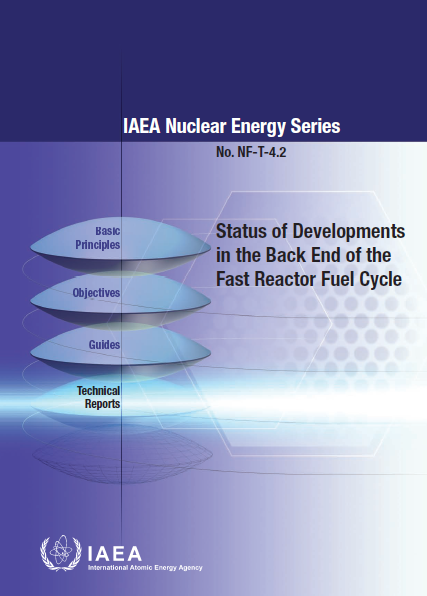 IAEA Nuclear Energy Series
No. NF-T-4.2
Basic
Principles
Status of Developments
in the Back End of the
Fast Reactor Fuel Cycle
Objectives
Guides
Technical
Reports
IAEA
International Atomic Energy Agency